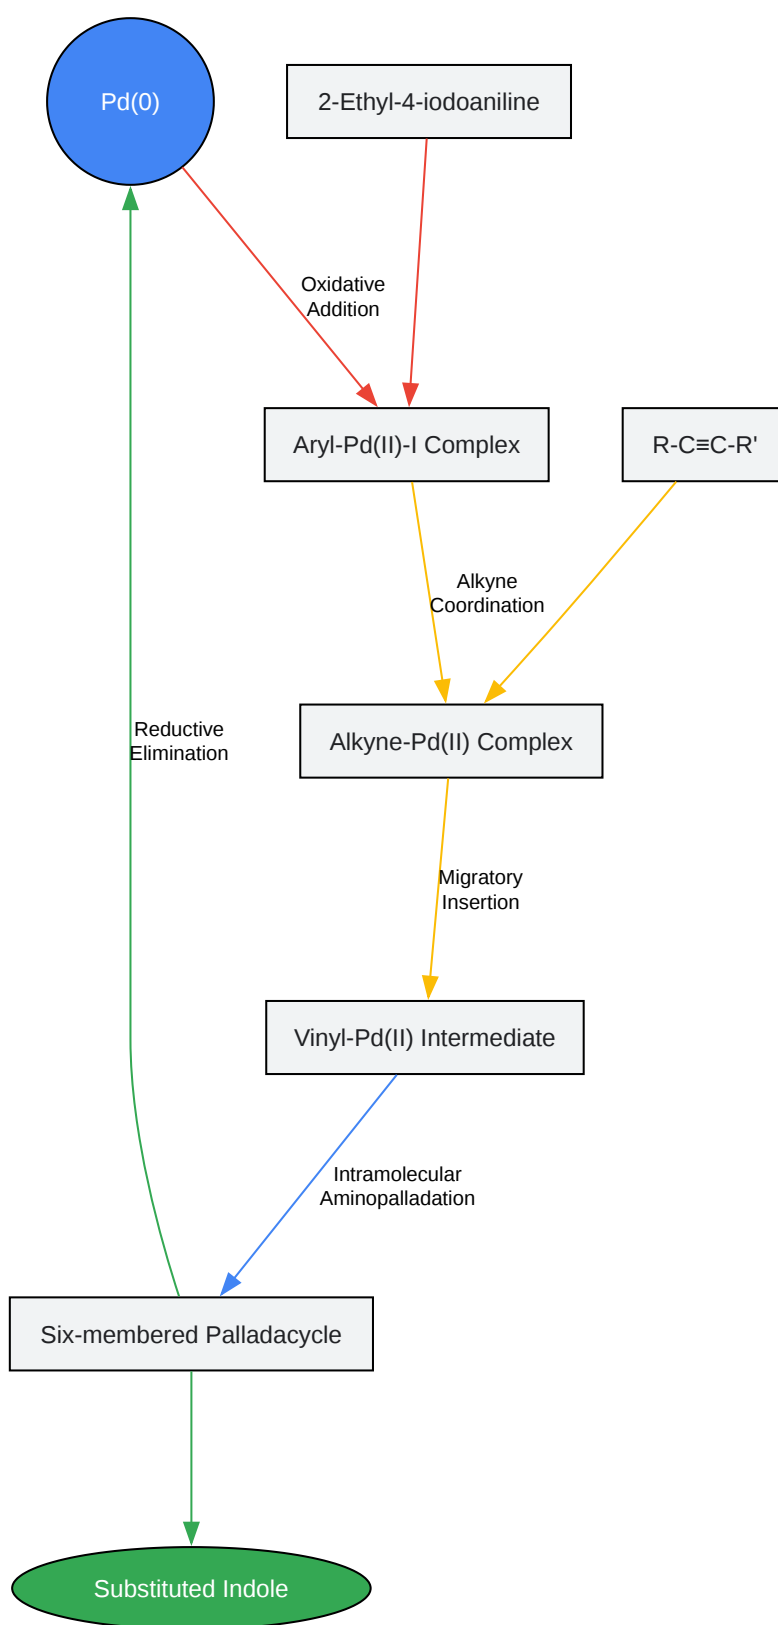 Pd(0)
2-Ethyl-4-iodoaniline
Oxidative
Addition
Aryl-Pd(II)-I Complex
R-C≡C-R'
Alkyne
Coordination
Reductive
Elimination
Alkyne-Pd(II) Complex
Migratory
Insertion
Vinyl-Pd(II) Intermediate
Intramolecular
Aminopalladation
Six-membered Palladacycle
Substituted Indole